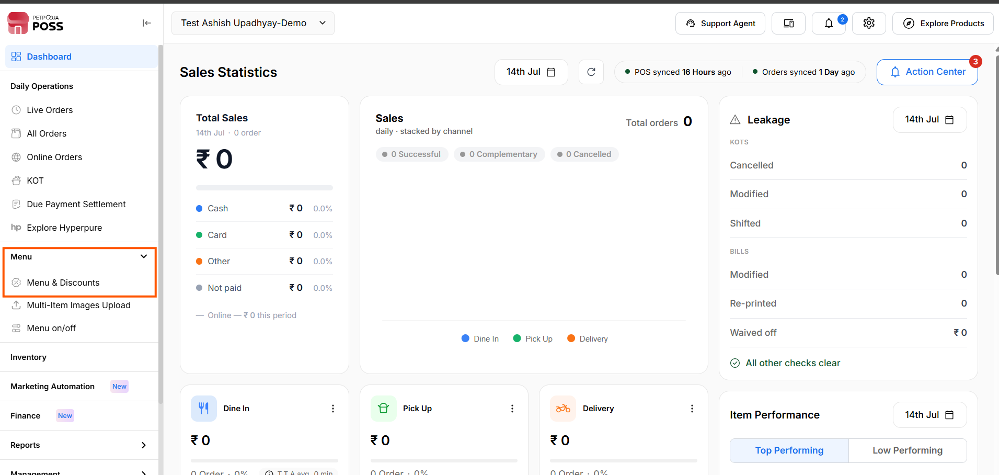 PETPOOJA
POSS
Test Ashish Upadhyay-Demo
Support Agent
2
Explore Products
Dashboard
Daily Operations
Live Orders
All Orders
Online Orders
KOT
Due Payment Settlement
hp Explore Hyperpure
Menu
Menu & Discounts
Multi-Item Images Upload
Menu on/off
Inventory
Marketing Automation New
Finance New
Reports
Management
Sales Statistics
14th Jul
POS synced 16 Hours ago
Orders synced 1 Day ago
Action Center
3
Total Sales
14th Jul · 0 order
₹ 0
Cash ₹ 0 0.0%
Card ₹ 0 0.0%
Other ₹ 0 0.0%
Not paid ₹ 0 0.0%
— Online — ₹ 0 this period
Sales
daily · stacked by channel
Total orders 0
0 Successful
0 Complementary
0 Cancelled
Dine In
Pick Up
Delivery
Leakage
14th Jul
KOTS
Cancelled 0
Modified 0
Shifted 0
BILLS
Modified 0
Re-printed 0
Waived off ₹ 0
All other checks clear
Dine In
₹ 0
0 Order · 0%
T.T.A avg. 0 min
Pick Up
₹ 0
0 Order · 0%
Delivery
₹ 0
0 Order · 0%
Item Performance
14th Jul
Top Performing
Low Performing